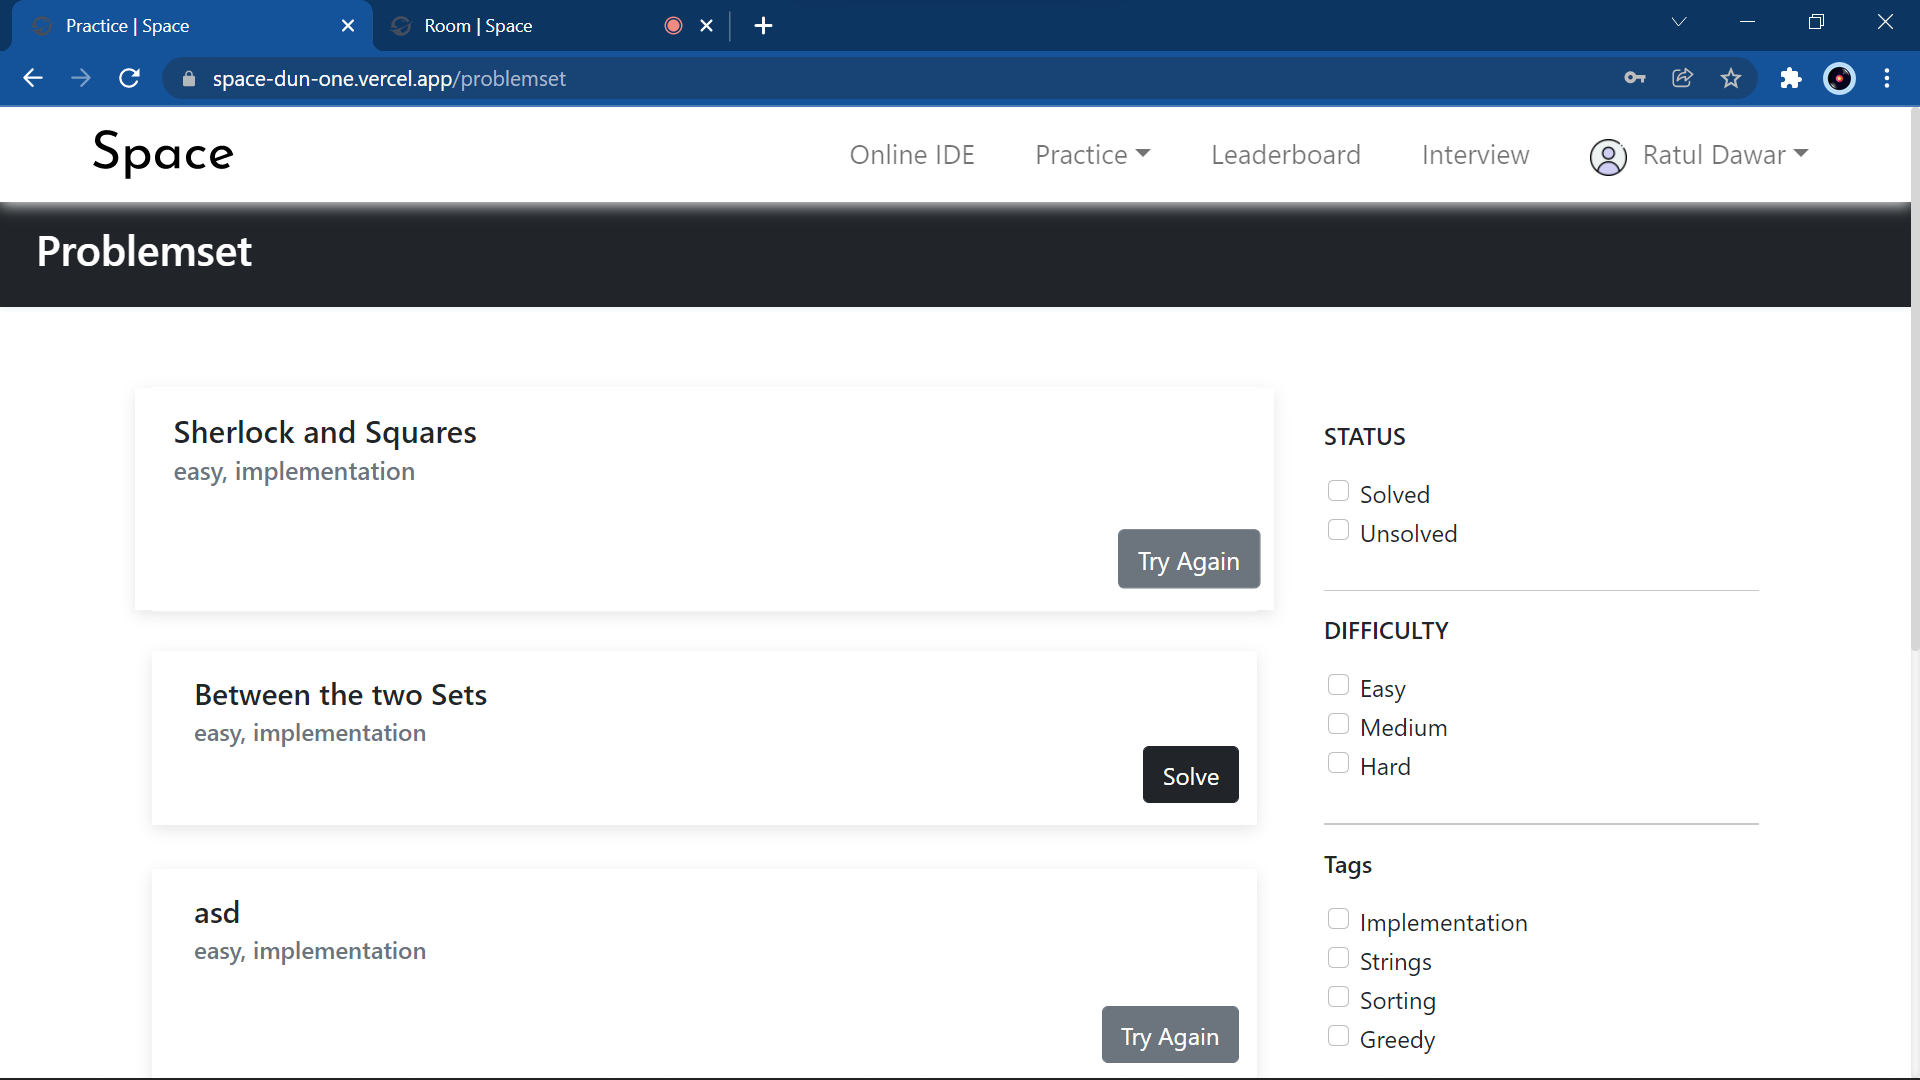 Practice | Space
Room | Space
space-dun-one.vercel.app/problemset
Space
Online IDE
Practice
Leaderboard
Interview
Ratul Dawar
Problemset
Sherlock and Squares
easy, implementation
Try Again
Between the two Sets
easy, implementation
Solve
asd
easy, implementation
Try Again
STATUS
Solved
Unsolved
DIFFICULTY
Easy
Medium
Hard
Tags
Implementation
Strings
Sorting
Greedy